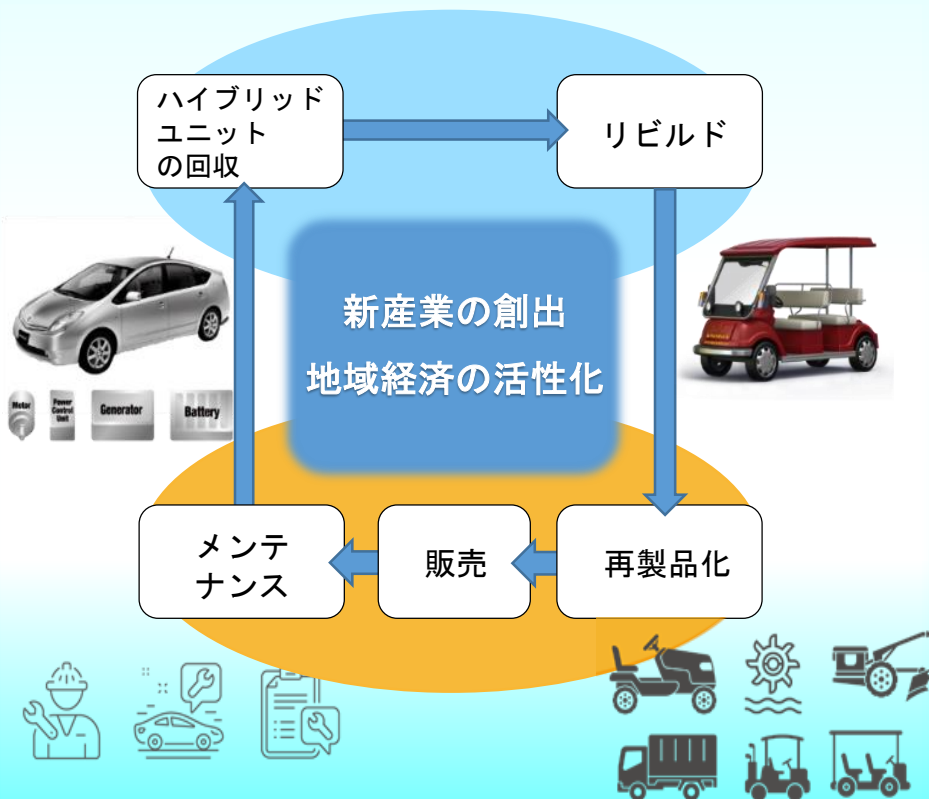 ハイブリッド
ユニット
の回収
リビルド
新産業の創出
地域経済の活性化
Motor
Power
Control
Unit
Generator
Battery
メンテ
ナンス
販売
再製品化